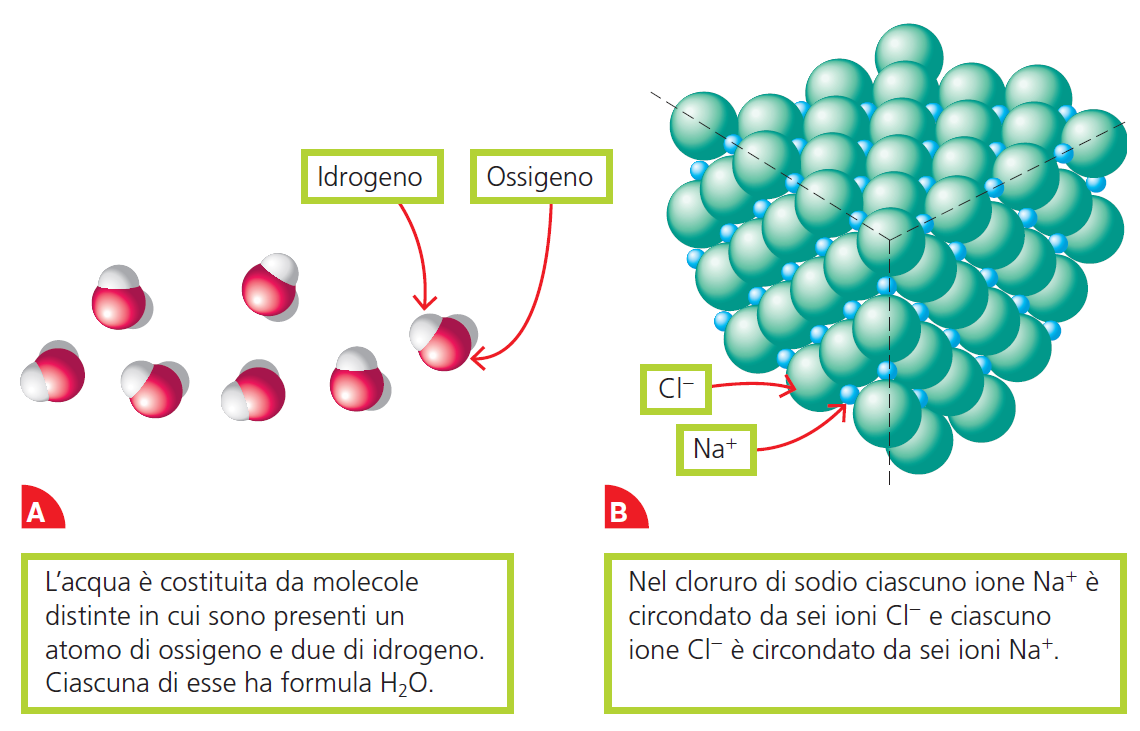 Idrogeno
Ossigeno
Cl⁻
Na⁺
A
B
L'acqua è costituita da molecole
distinte in cui sono presenti un
atomo di ossigeno e due di idrogeno.
Ciascuna di esse ha formula H₂O.
Nel cloruro di sodio ciascuno ione Na⁺ è
circondato da sei ioni Cl⁻ e ciascuno
ione Cl⁻ è circondato da sei ioni Na⁺.